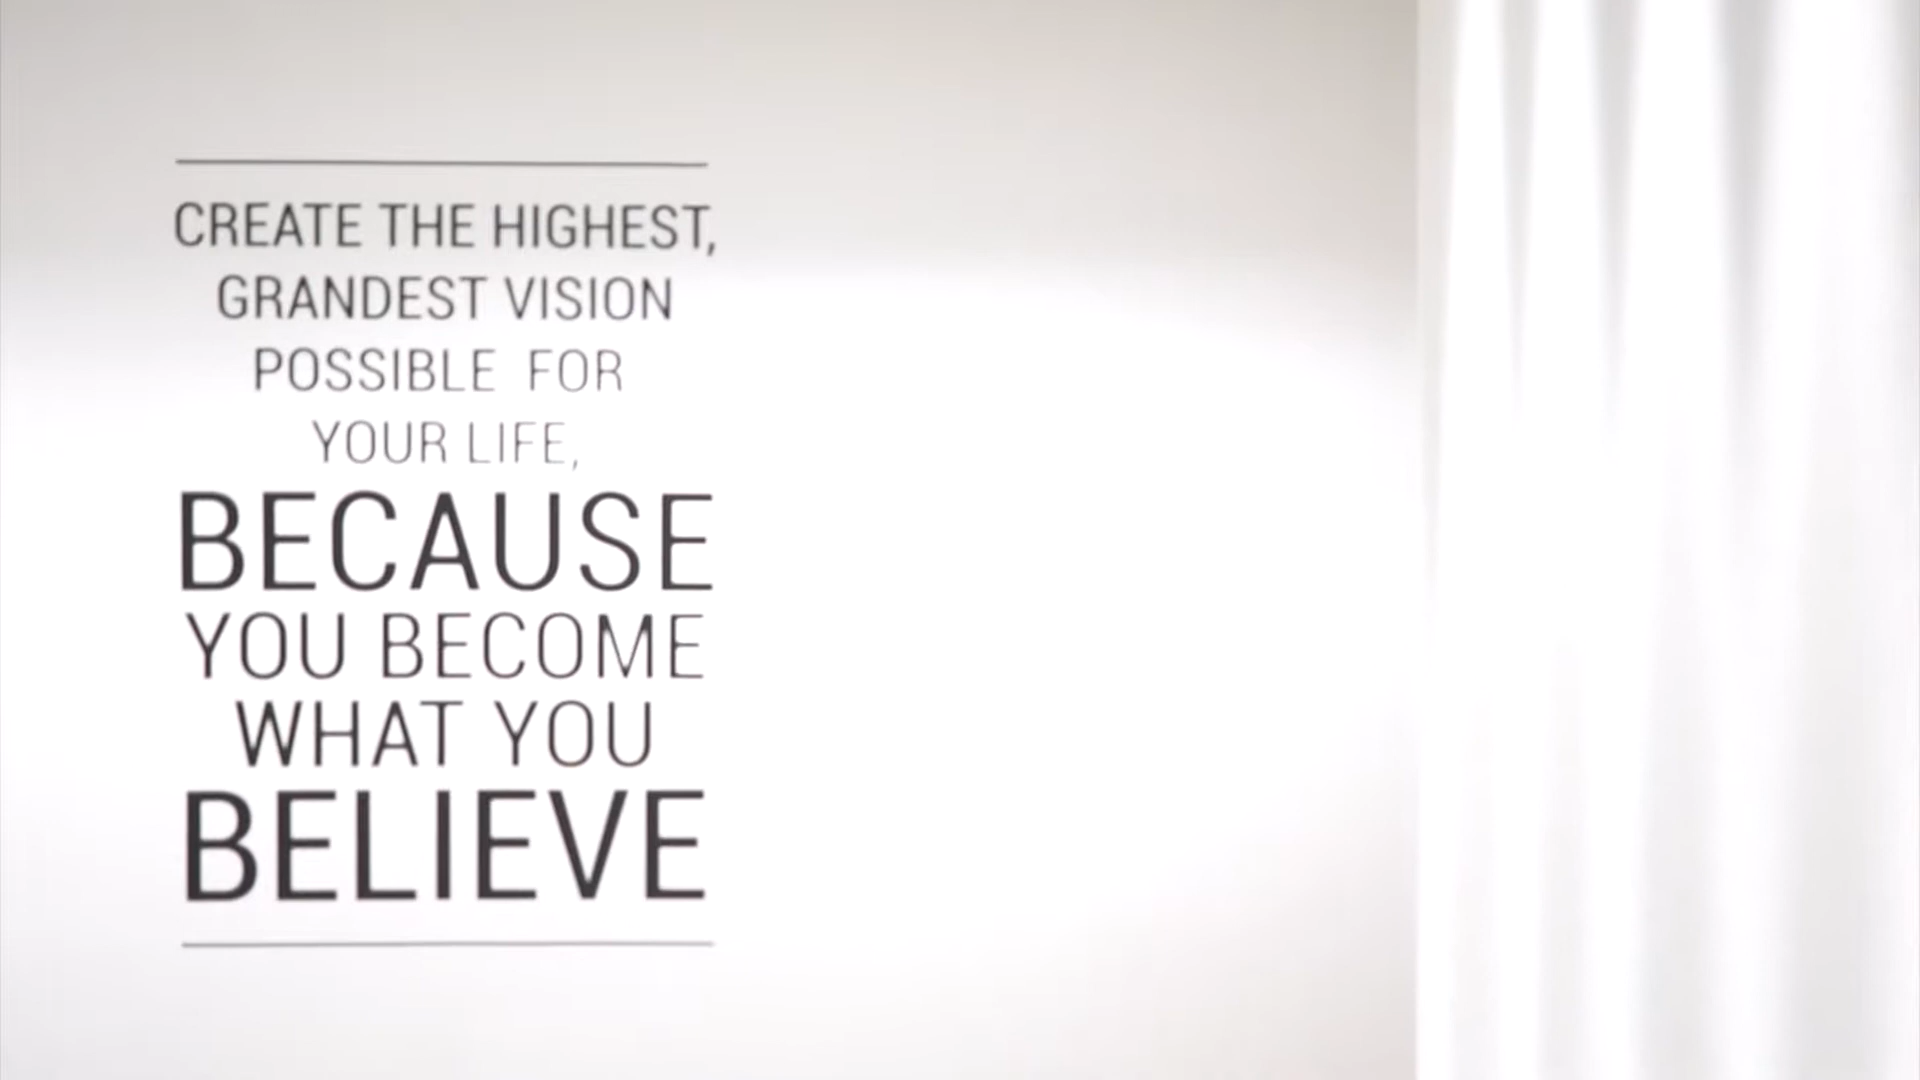 CREATE THE HIGHEST,
GRANDEST VISION
POSSIBLE FOR
YOUR LIFE,
BECAUSE
YOU BECOME
WHAT YOU
BELIEVE